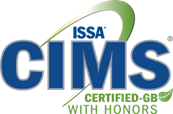 ISSA®
CIMS®
CERTIFIED-GB
WITH HONORS